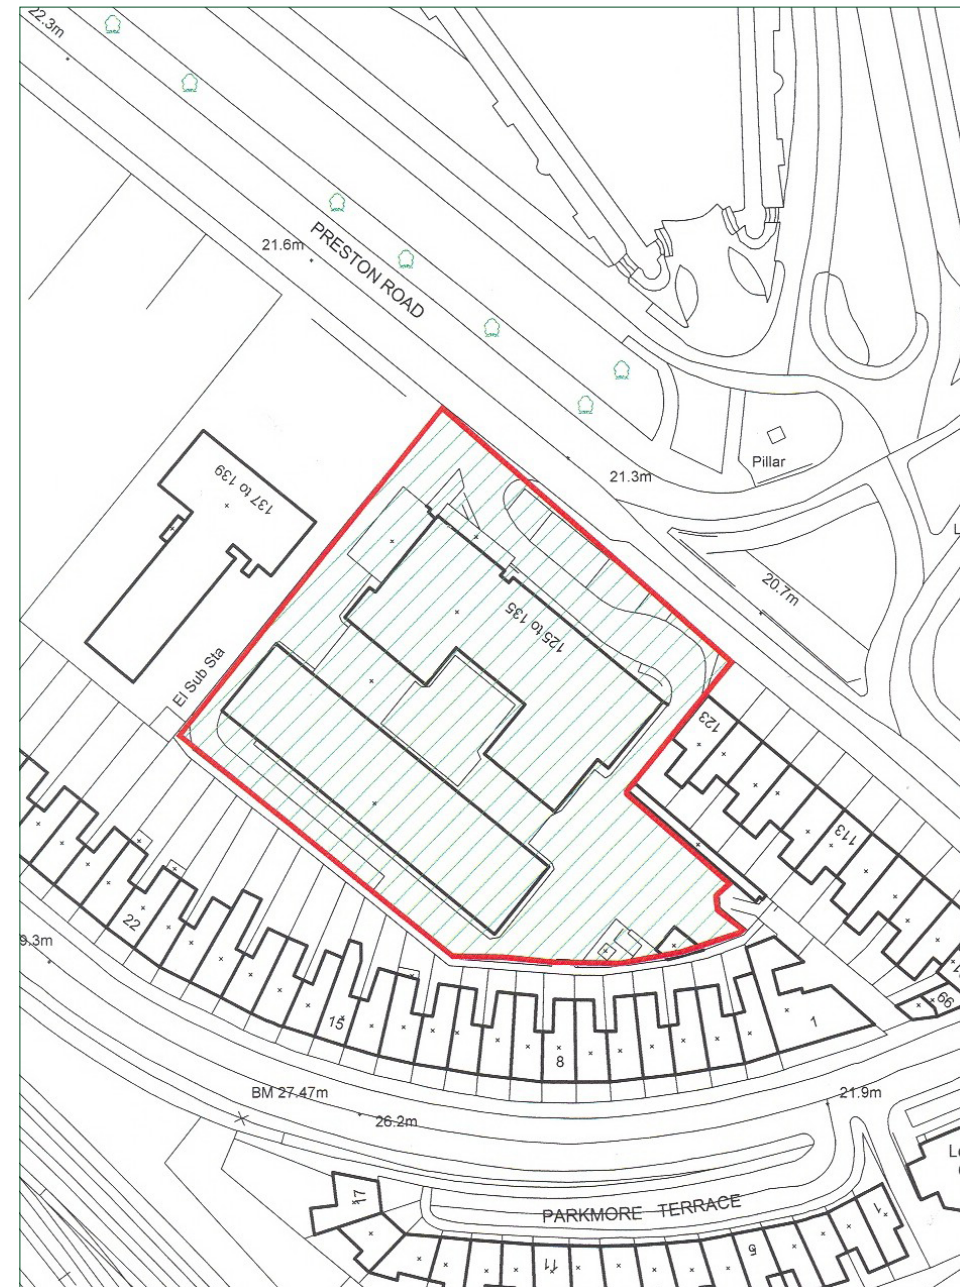 22.3m
PRESTON ROAD
21.6m
21.3m
Pillar
20.7m
137 to 139
125 to 135
El Sub Sta
123
113
22
15
8
1
99
9.3m
BM 27.47m
26.2m
21.9m
17
PARKMORE TERRACE
11
6
1